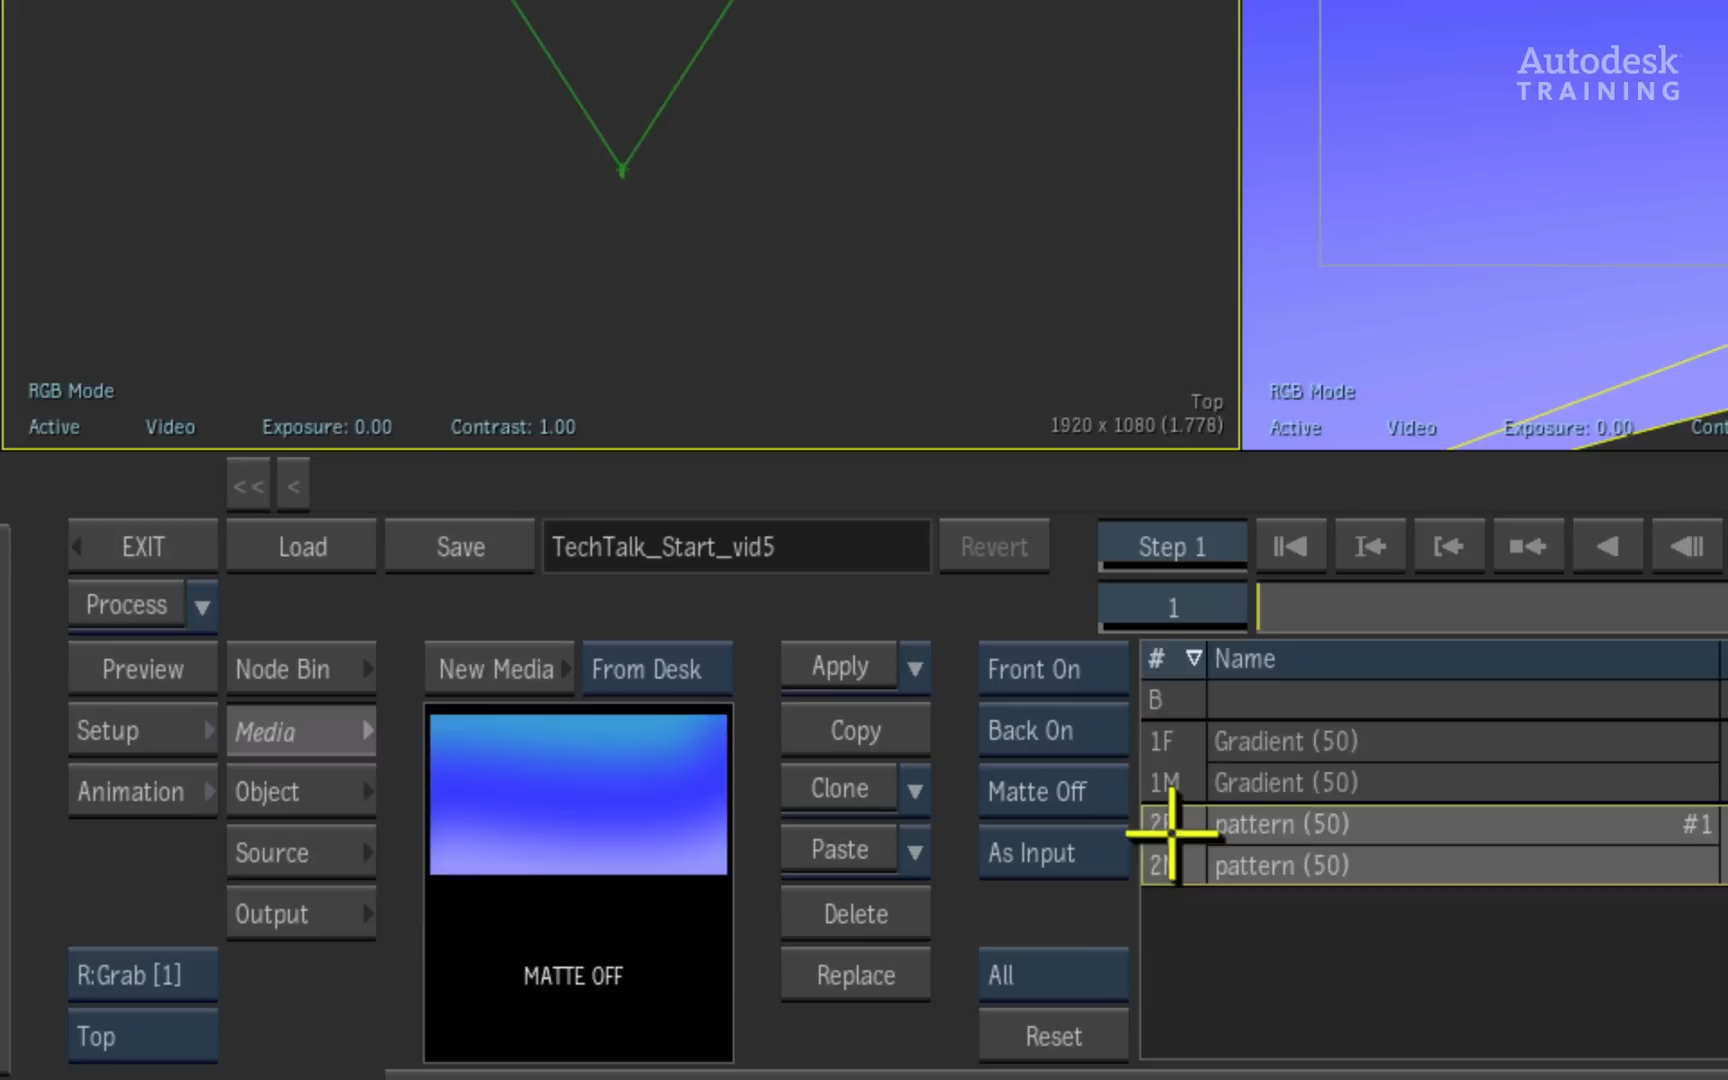 Autodesk
TRAINING
RGB Mode
Active Video Exposure: 0.00 Contrast: 1.00
Top
1920 x 1080 (1.778)
RGB Mode
Active Video Exposure: 0.00
<< <
EXIT Load Save TechTalk_Start_vid5 Revert Step 1
Process 1
Preview Node Bin New Media From Desk Apply Front On # Name
Setup Media Copy Back On B
Animation Object Clone Matte Off 1F Gradient (50)
1M Gradient (50)
Source Paste As Input pattern (50) #1
pattern (50)
Output Delete
R:Grab [1] MATTE OFF Replace All
Top Reset